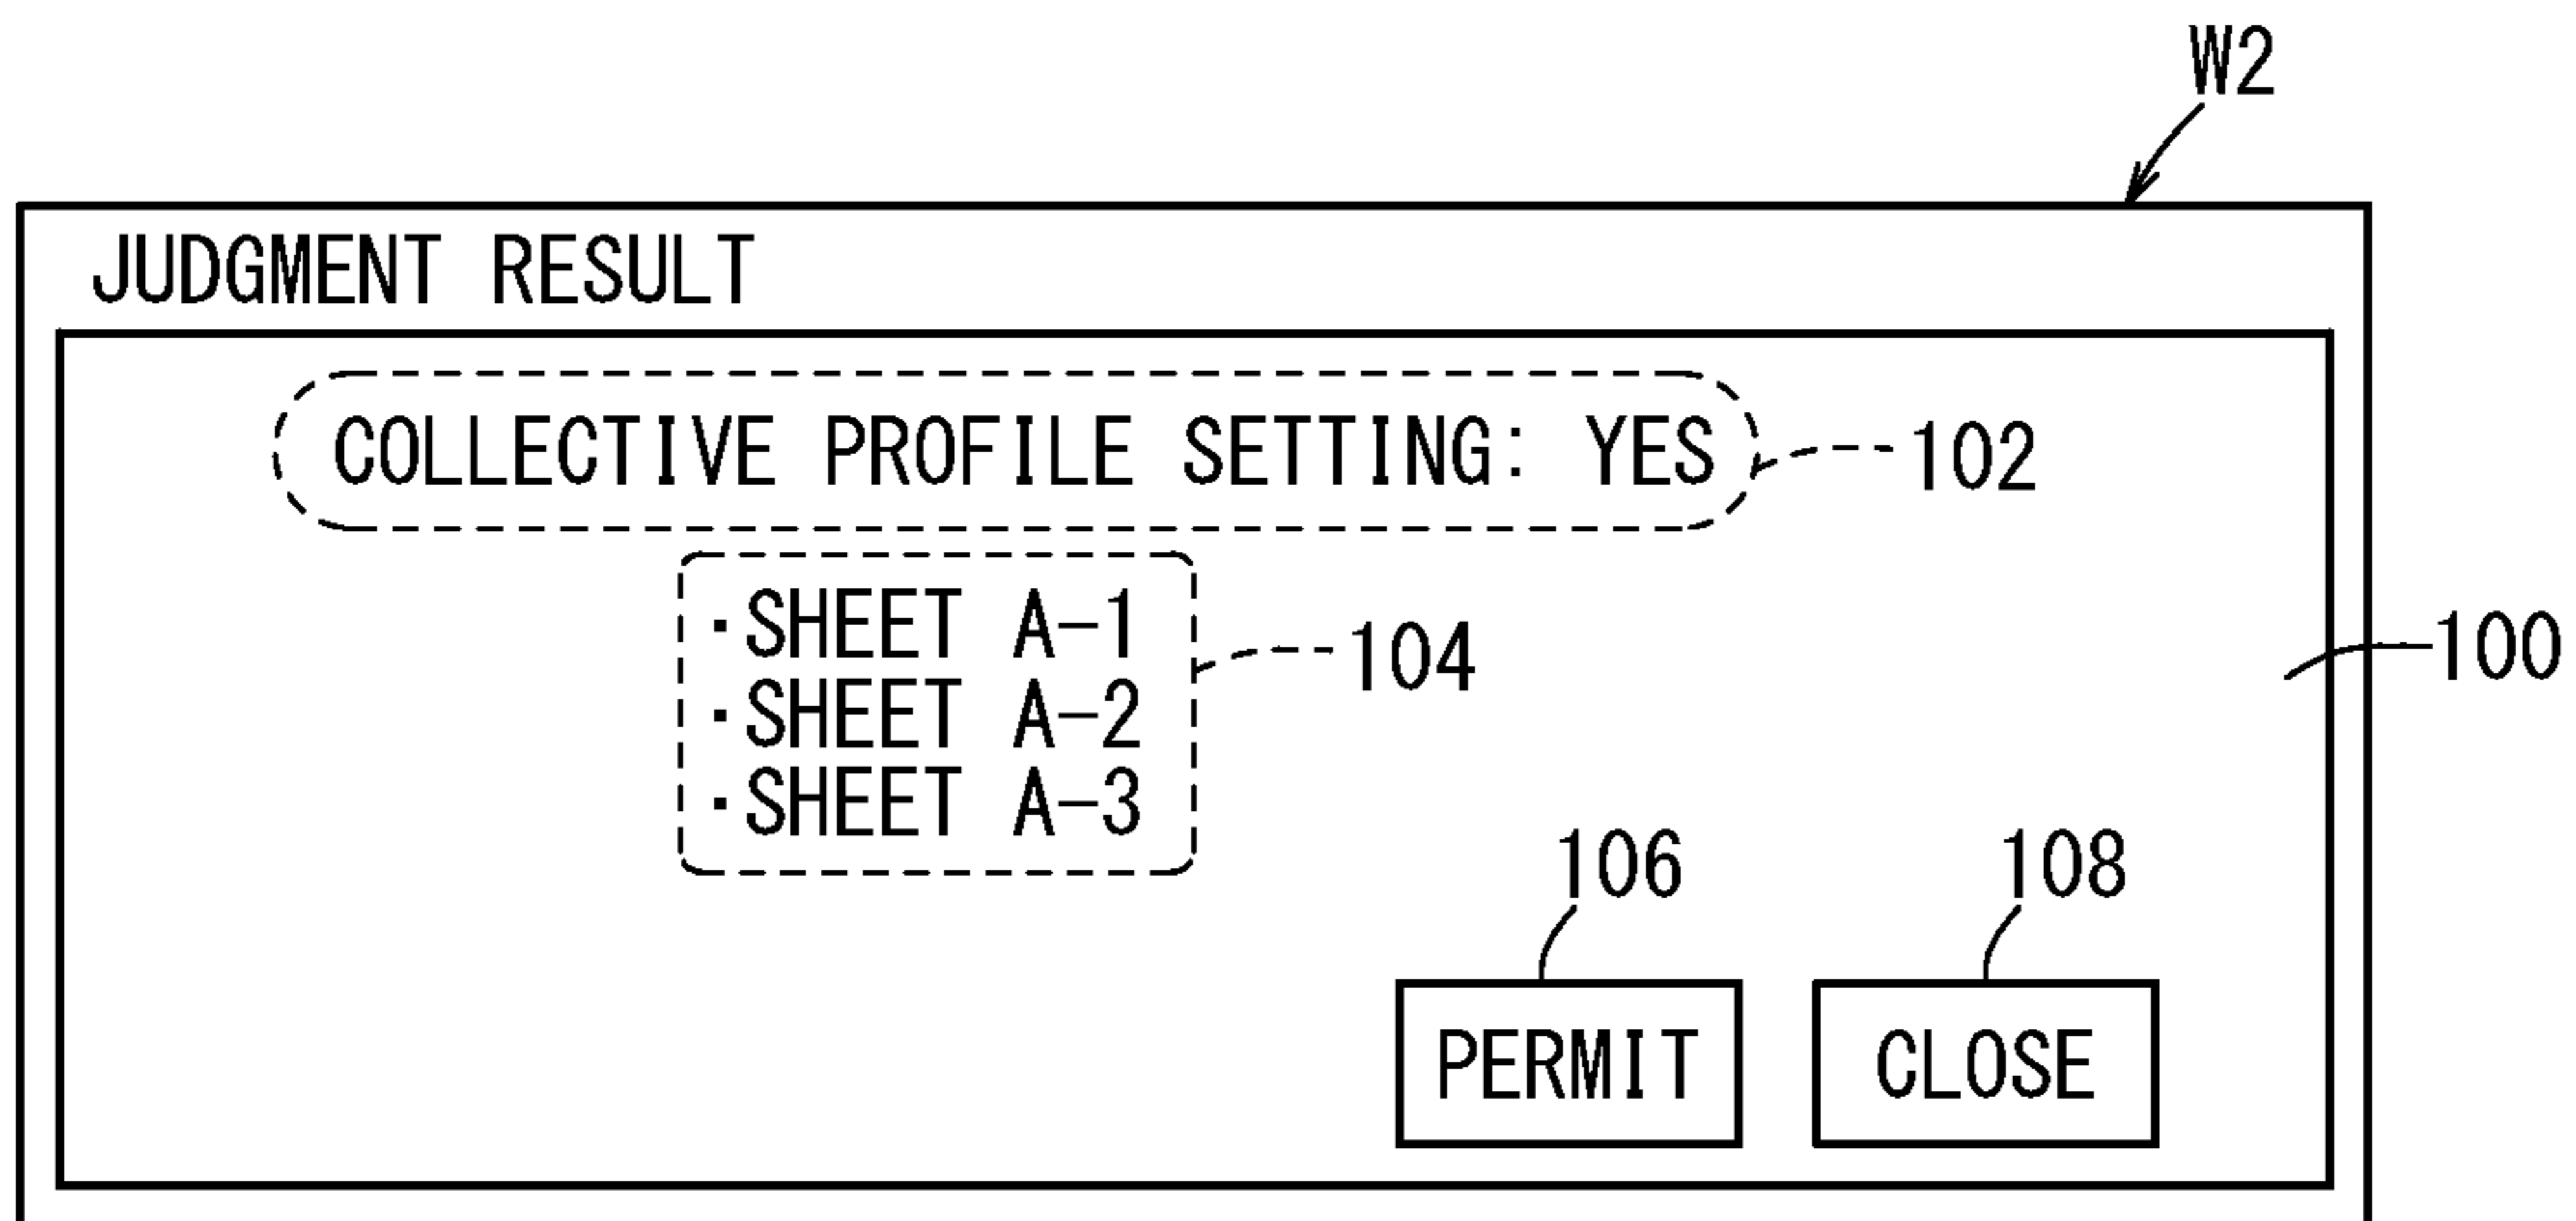 W2
JUDGMENT RESULT
COLLECTIVE PROFILE SETTING: YES
102
・SHEET A-1
・SHEET A-2
・SHEET A-3
104
100
106
108
PERMIT
CLOSE